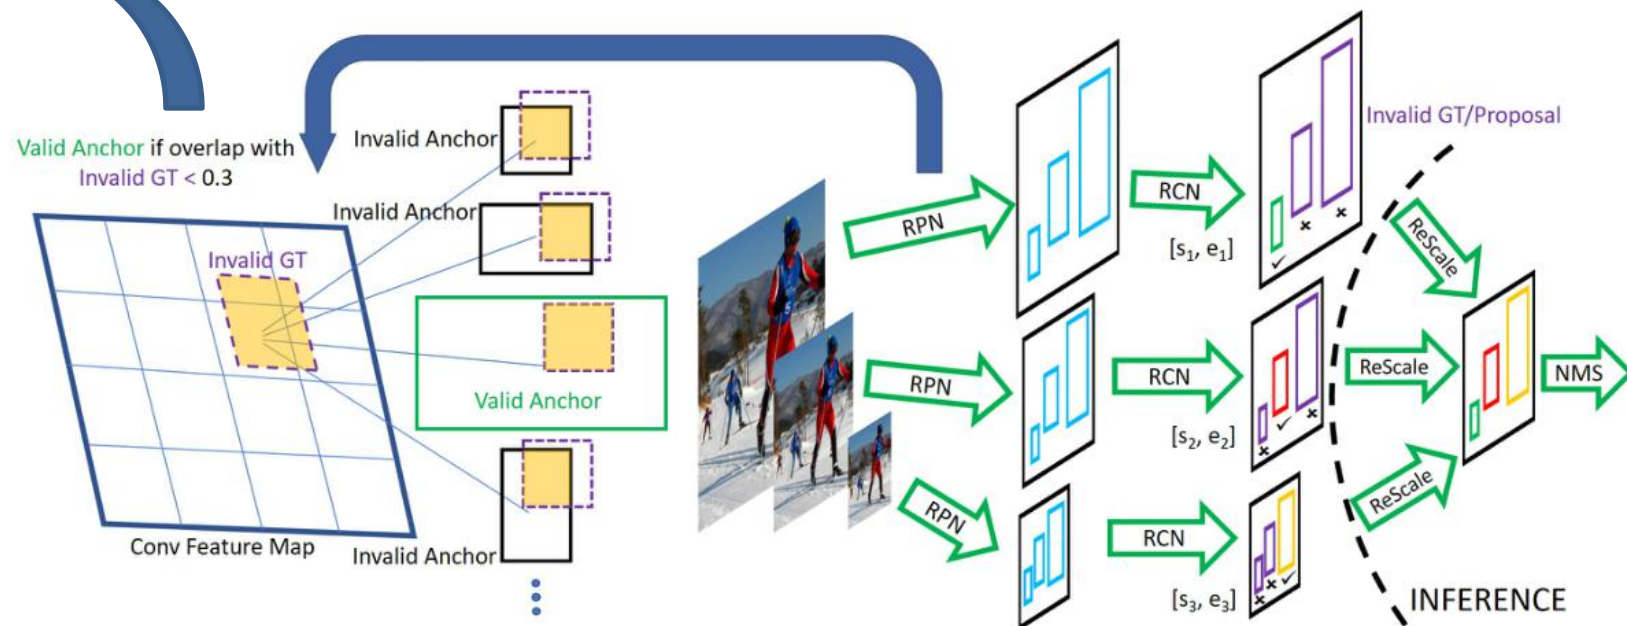 Valid Anchor if overlap with
Invalid GT < 0.3
Invalid GT
Conv Feature Map
Invalid Anchor
Invalid Anchor
Valid Anchor
Invalid Anchor
RPN
RPN
RPN
RCN
[s₁, e₁]
RCN
[s₂, e₂]
RCN
[s₃, e₃]
Invalid GT/Proposal
ReScale
ReScale
ReScale
NMS
INFERENCE